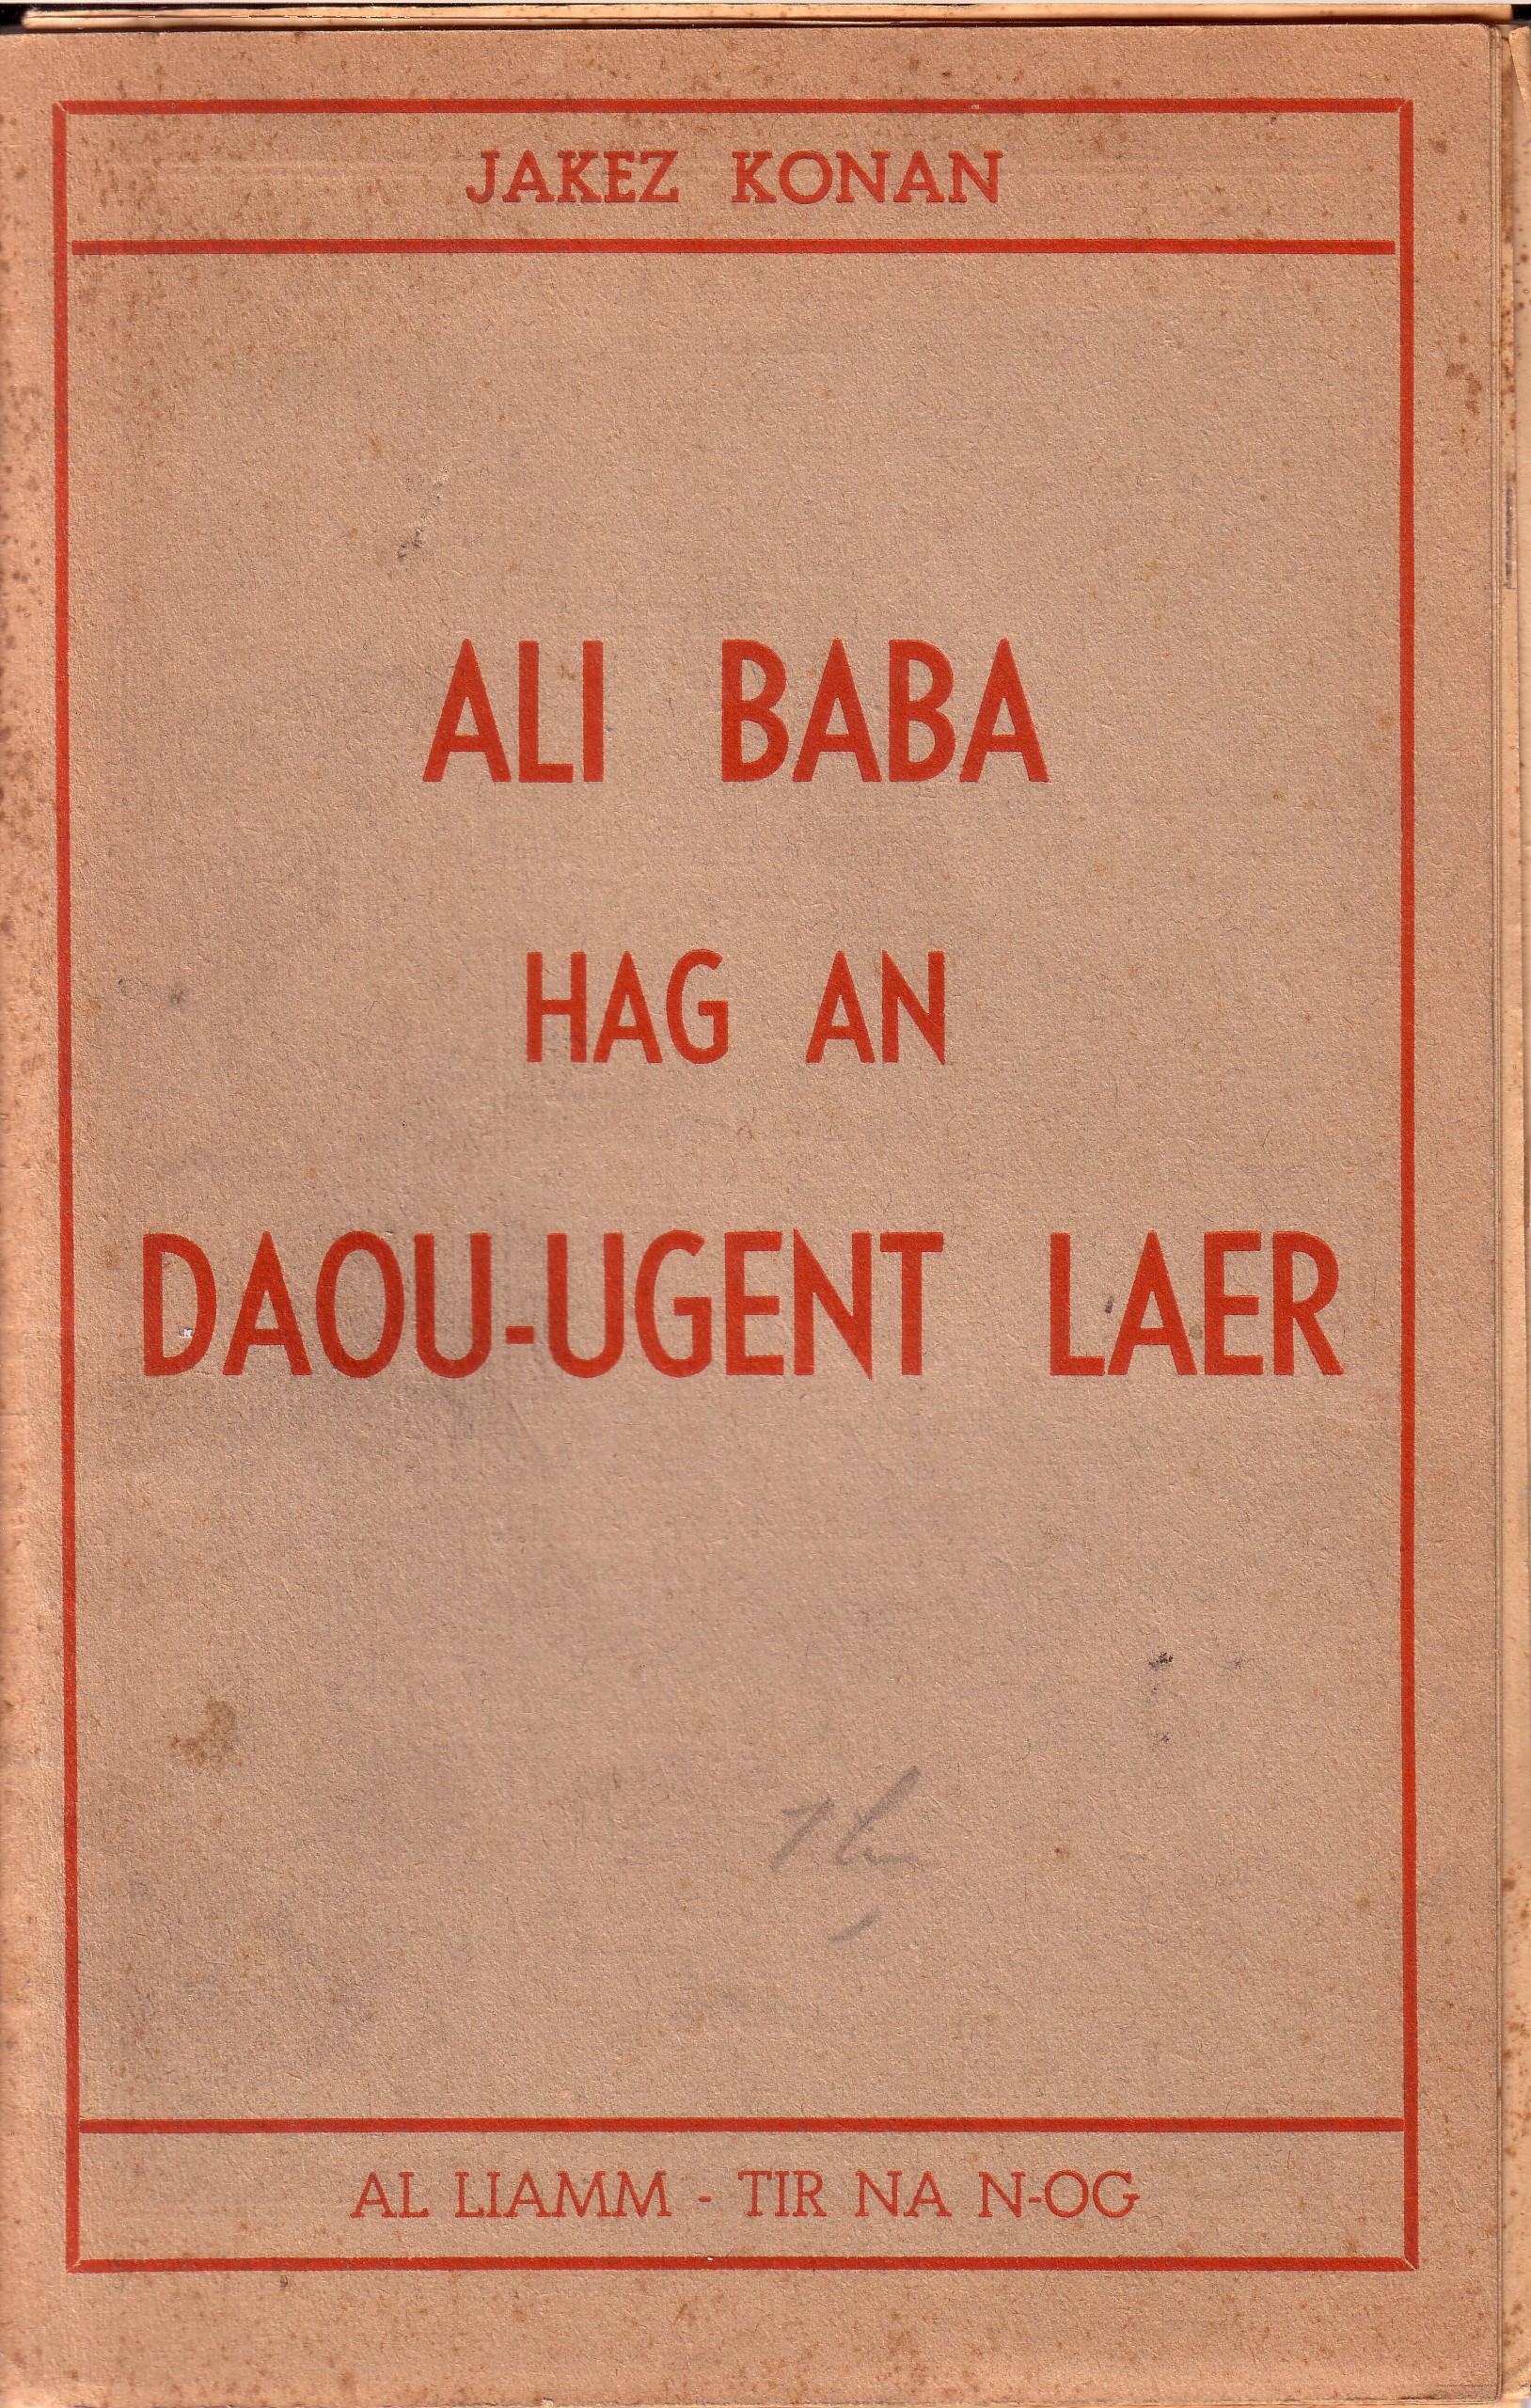 JAKEZ KONAN
ALI BABA
HAG AN
DAOU-UGENT LAER
AL LIAMM - TIR NA N-OG